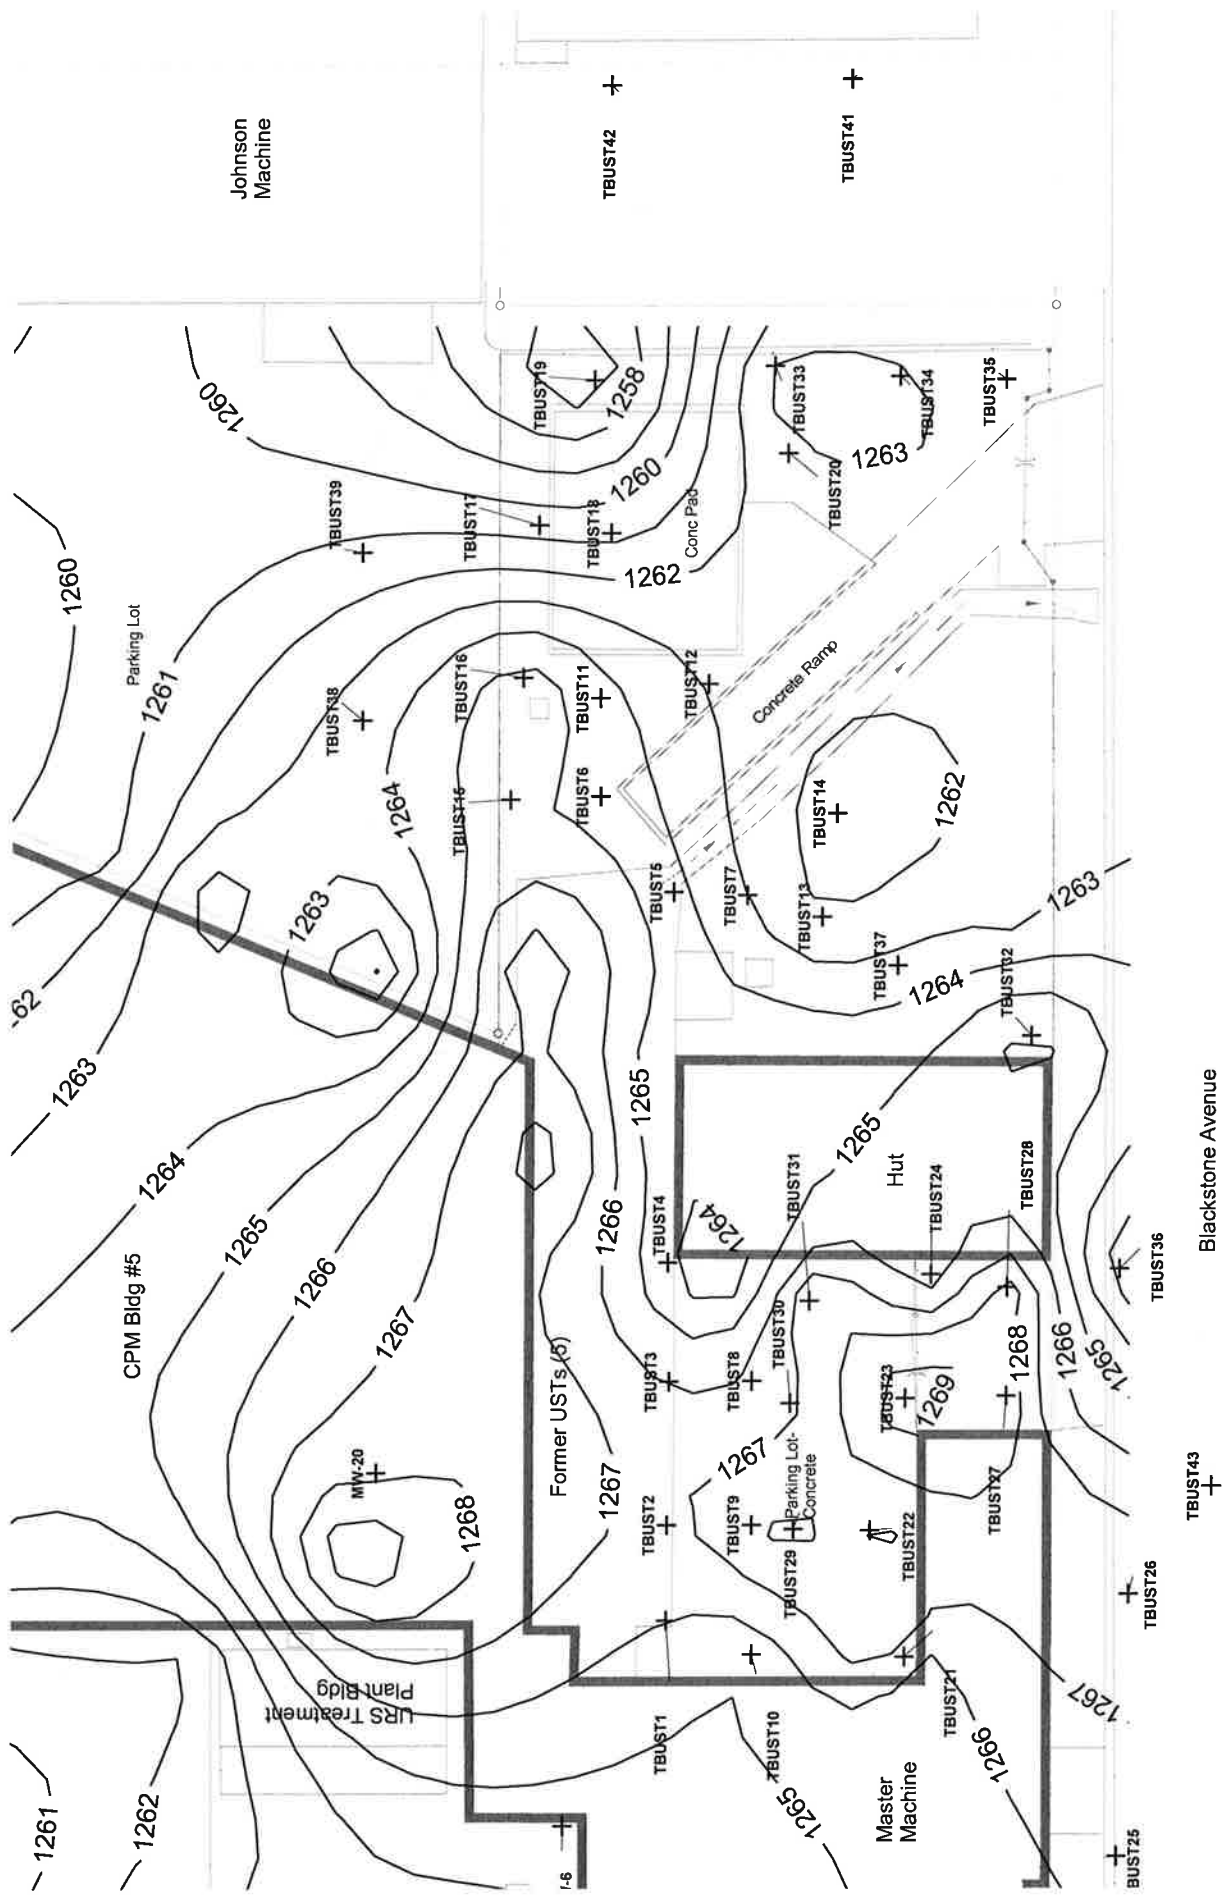 Johnson
Machine
TBUST42
TBUST41
1260
TBUST19
1258
TBUST33
TBUST34
TBUST35
1263
TBUST20
TBUST39
TBUST17
TBUST18
1260
Conc Pad
1262
1260
Parking Lot
1261
TBUST38
TBUST16
TBUST11
TBUST12
Concrete Ramp
1264
TBUST15
TBUST6
TBUST14
1262
TBUST5
TBUST7
TBUST13
1263
1263
62
TBUST37
1264
TBUST32
1263
1265
1265
1264
CPM Bldg #5
1265
1266
1266
TBUST4
1264
TBUST31
Hut
TBUST24
TBUST28
TBUST36
Blackstone Avenue
1267
Former USTs (5)
TBUST3
TBUST8
TBUST30
TBUST23
1269
1268
1266
1265
MW-20
1268
1267
TBUST2
TBUST9
1267
Parking Lot-
Concrete
TBUST29
TBUST22
TBUST27
TBUST43
TBUST26
URS Treatment
Plant Bldg
TBUST1
TBUST10
TBUST21
1267
1266
1265
Master
Machine
1261
1262
-6
BUST25